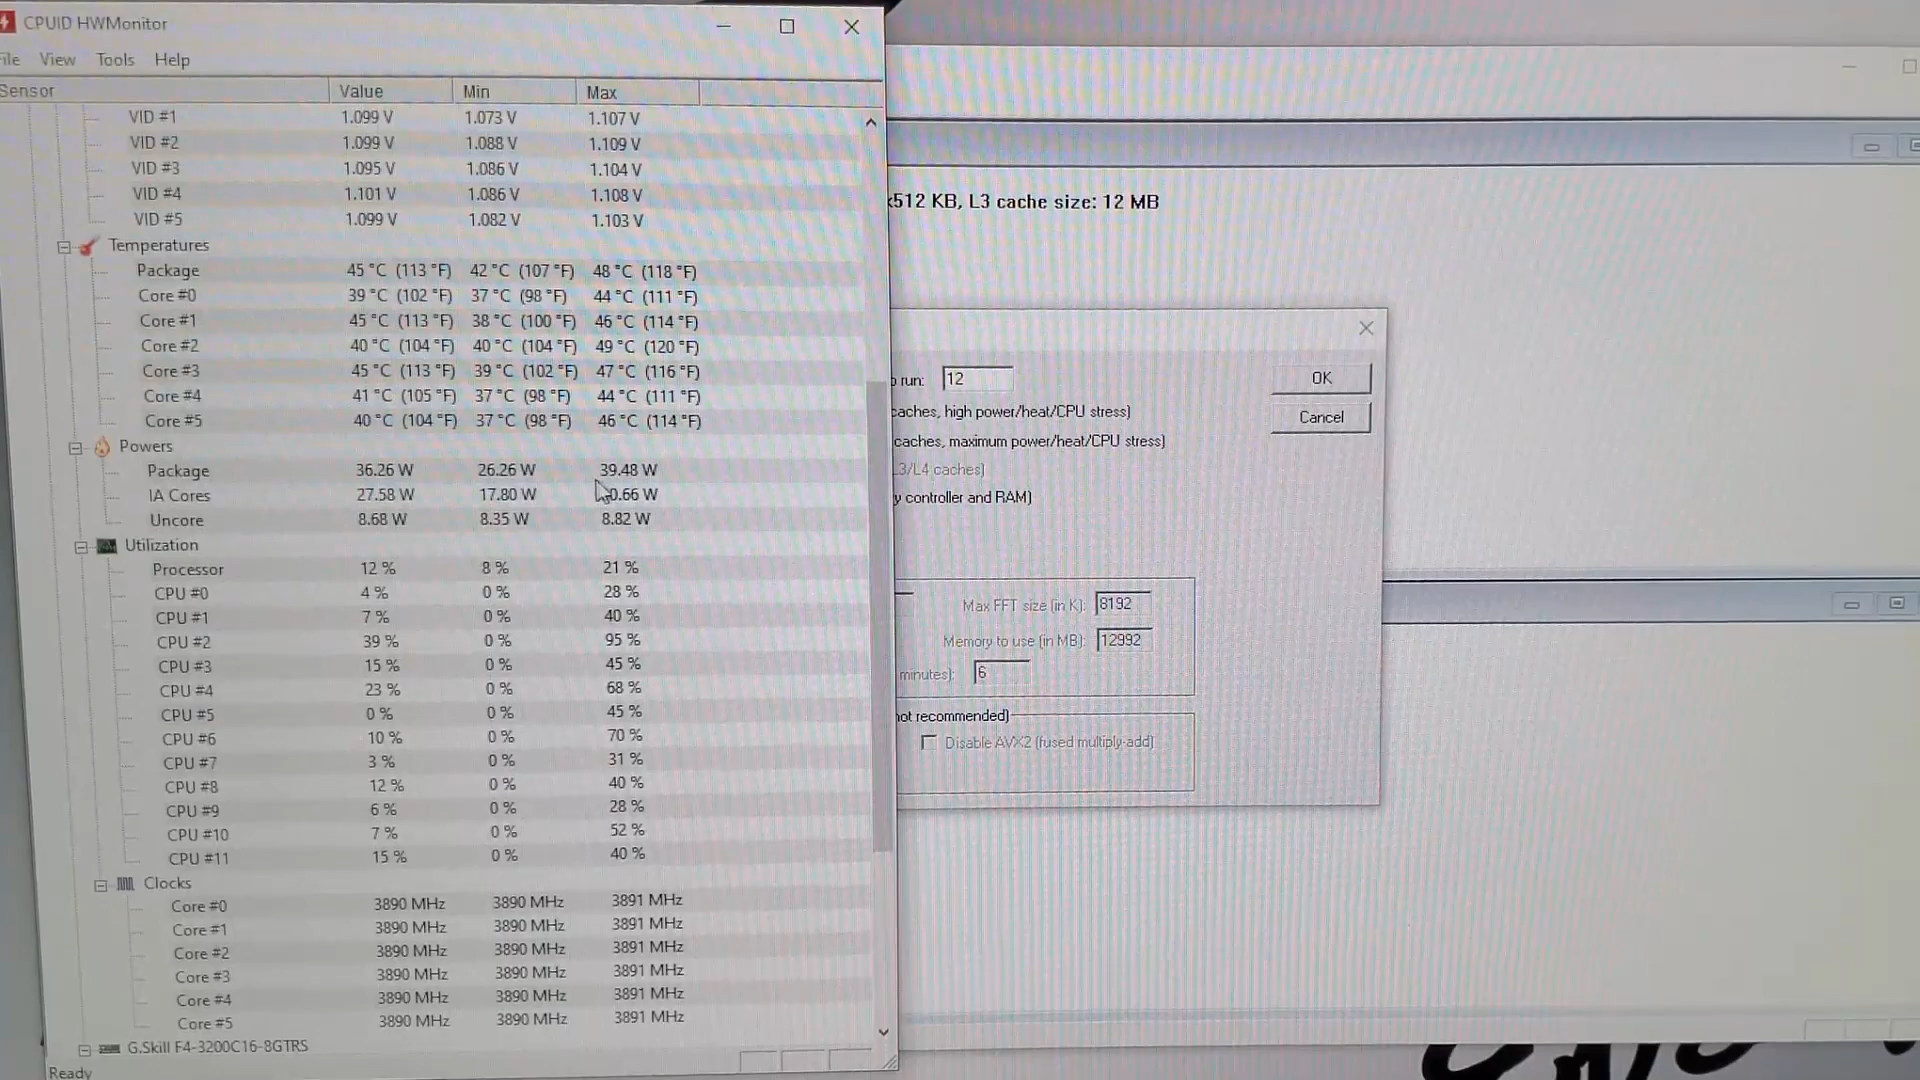 CPUID HWMonitor
File View Tools Help
Sensor Value Min Max
VID #1 1.099 V 1.073 V 1.107 V
VID #2 1.099 V 1.088 V 1.109 V
VID #3 1.095 V 1.086 V 1.104 V
VID #4 1.101 V 1.086 V 1.108 V
VID #5 1.099 V 1.082 V 1.103 V
Temperatures
Package 45 °C (113 °F) 42 °C (107 °F) 48 °C (118 °F)
Core #0 39 °C (102 °F) 37 °C (98 °F) 44 °C (111 °F)
Core #1 45 °C (113 °F) 38 °C (100 °F) 46 °C (114 °F)
Core #2 40 °C (104 °F) 40 °C (104 °F) 49 °C (120 °F)
Core #3 45 °C (113 °F) 39 °C (102 °F) 47 °C (116 °F)
Core #4 41 °C (105 °F) 37 °C (98 °F) 44 °C (111 °F)
Core #5 40 °C (104 °F) 37 °C (98 °F) 46 °C (114 °F)
Powers
Package 36.26 W 26.26 W 39.48 W
IA Cores 27.58 W 17.80 W 0.66 W
Uncore 8.68 W 8.35 W 8.82 W
Utilization
Processor 12 % 8 % 21 %
CPU #0 4 % 0 % 28 %
CPU #1 7 % 0 % 40 %
CPU #2 39 % 0 % 95 %
CPU #3 15 % 0 % 45 %
CPU #4 23 % 0 % 68 %
CPU #5 0 % 0 % 45 %
CPU #6 10 % 0 % 70 %
CPU #7 3 % 0 % 31 %
CPU #8 12 % 0 % 40 %
CPU #9 6 % 0 % 28 %
CPU #10 7 % 0 % 52 %
CPU #11 15 % 0 % 40 %
Clocks
Core #0 3890 MHz 3890 MHz 3891 MHz
Core #1 3890 MHz 3890 MHz 3891 MHz
Core #2 3890 MHz 3890 MHz 3891 MHz
Core #3 3890 MHz 3890 MHz 3891 MHz
Core #4 3890 MHz 3890 MHz 3891 MHz
Core #5 3890 MHz 3890 MHz 3891 MHz
G.Skill F4-3200C16-8GTRS
Ready
x512 KB, L3 cache size: 12 MB
run: 12
OK
caches, high power/heat/CPU stress)
Cancel
caches, maximum power/heat/CPU stress)
L3/L4 caches)
y controller and RAM)
Max FFT size (in K): 8192
Memory to use (in MB): 12992
minutes): 6
not recommended)
Disable AVX2 (fused multiply-add)